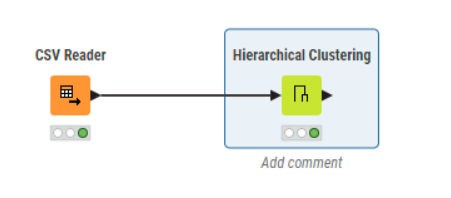 CSV Reader
Hierarchical Clustering
Add comment